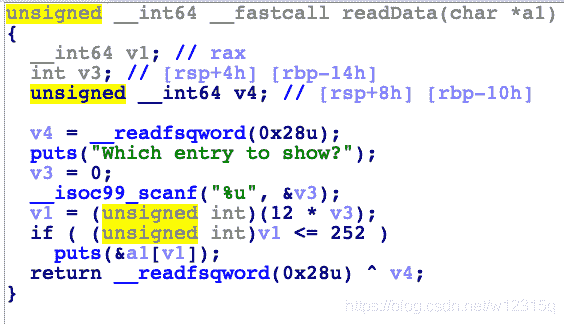 unsigned __int64 __fastcall readData(char *a1)
{
__int64 v1; // rax
int v3; // [rsp+4h] [rbp-14h]
unsigned __int64 v4; // [rsp+8h] [rbp-10h]
v4 = __readfsqword(0x28u);
puts("Which entry to show?");
v3 = 0;
__isoc99_scanf("%u", &v3);
v1 = (unsigned int)(12 * v3);
if ( (unsigned int)v1 <= 252 )
puts(&a1[v1]);
return __readfsqword(0x28u) ^ v4;
}
https://blog.csdn.net/w12315q